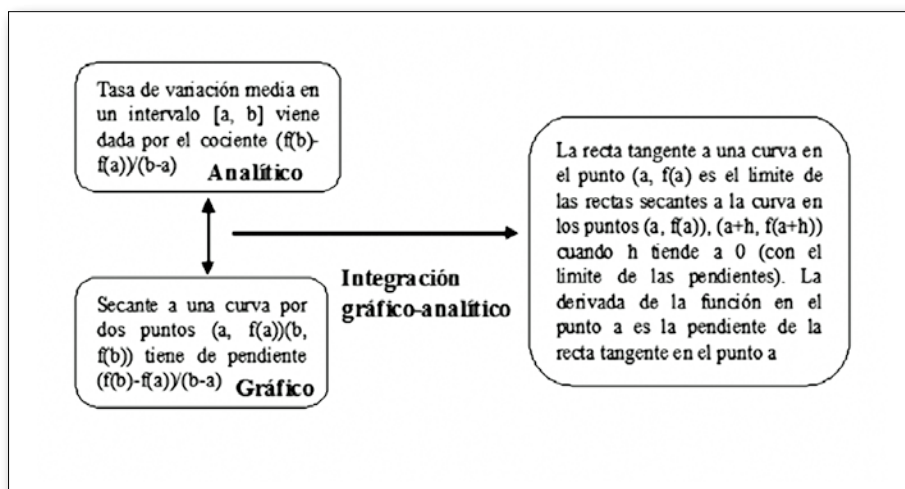 Tasa de variación media en
un intervalo [a, b] viene
dada por el cociente (f(b)-
f(a))/(b-a)
Analítico
Secante a una curva por
dos puntos (a, f(a))(b,
f(b)) tiene de pendiente
(f(b)-f(a))/(b-a)
Gráfico
Integración
gráfico-analítico
La recta tangente a una curva en
el punto (a, f(a) es el limite de
las rectas secantes a la curva en
los puntos (a, f(a)), (a+h, f(a+h))
cuando h tiende a 0 (con el
limite de las pendientes). La
derivada de la función en el
punto a es la pendiente de la
recta tangente en el punto a